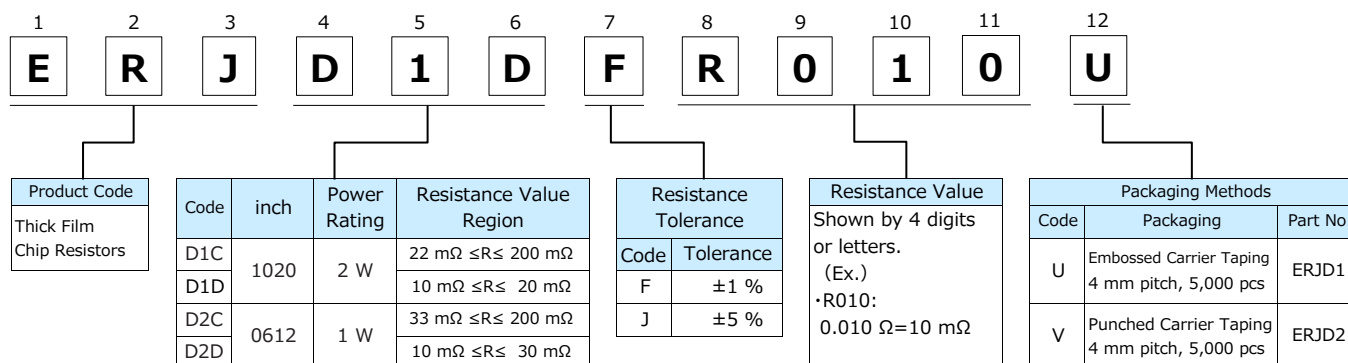 1 2 3 4 5 6 7 8 9 10 11 12
E R J D 1 D F R 0 1 0 U
Product Code
Thick Film
Chip Resistors
Code inch Power Rating Resistance Value Region
D1C 1020 2 W 22 mΩ ≤R≤ 200 mΩ
D1D 10 mΩ ≤R≤ 20 mΩ
D2C 0612 1 W 33 mΩ ≤R≤ 200 mΩ
D2D 10 mΩ ≤R≤ 30 mΩ
Resistance
Tolerance
Code Tolerance
F ±1 %
J ±5 %
Resistance Value
Shown by 4 digits
or letters.
(Ex.)
・R010:
0.010 Ω=10 mΩ
Packaging Methods
Code Packaging Part No
U Embossed Carrier Taping 4 mm pitch, 5,000 pcs ERJD1
V Punched Carrier Taping 4 mm pitch, 5,000 pcs ERJD2